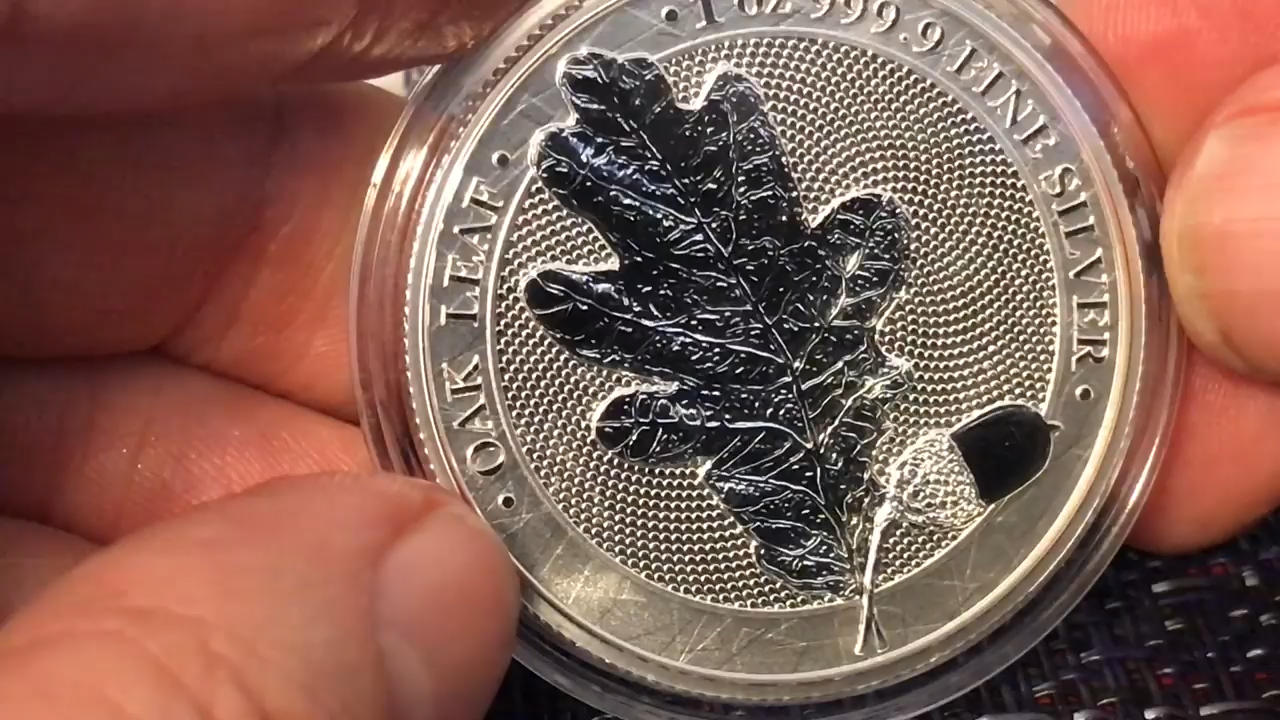 • OAK LEAF •
• 1 oz 999.9 FINE SILVER •